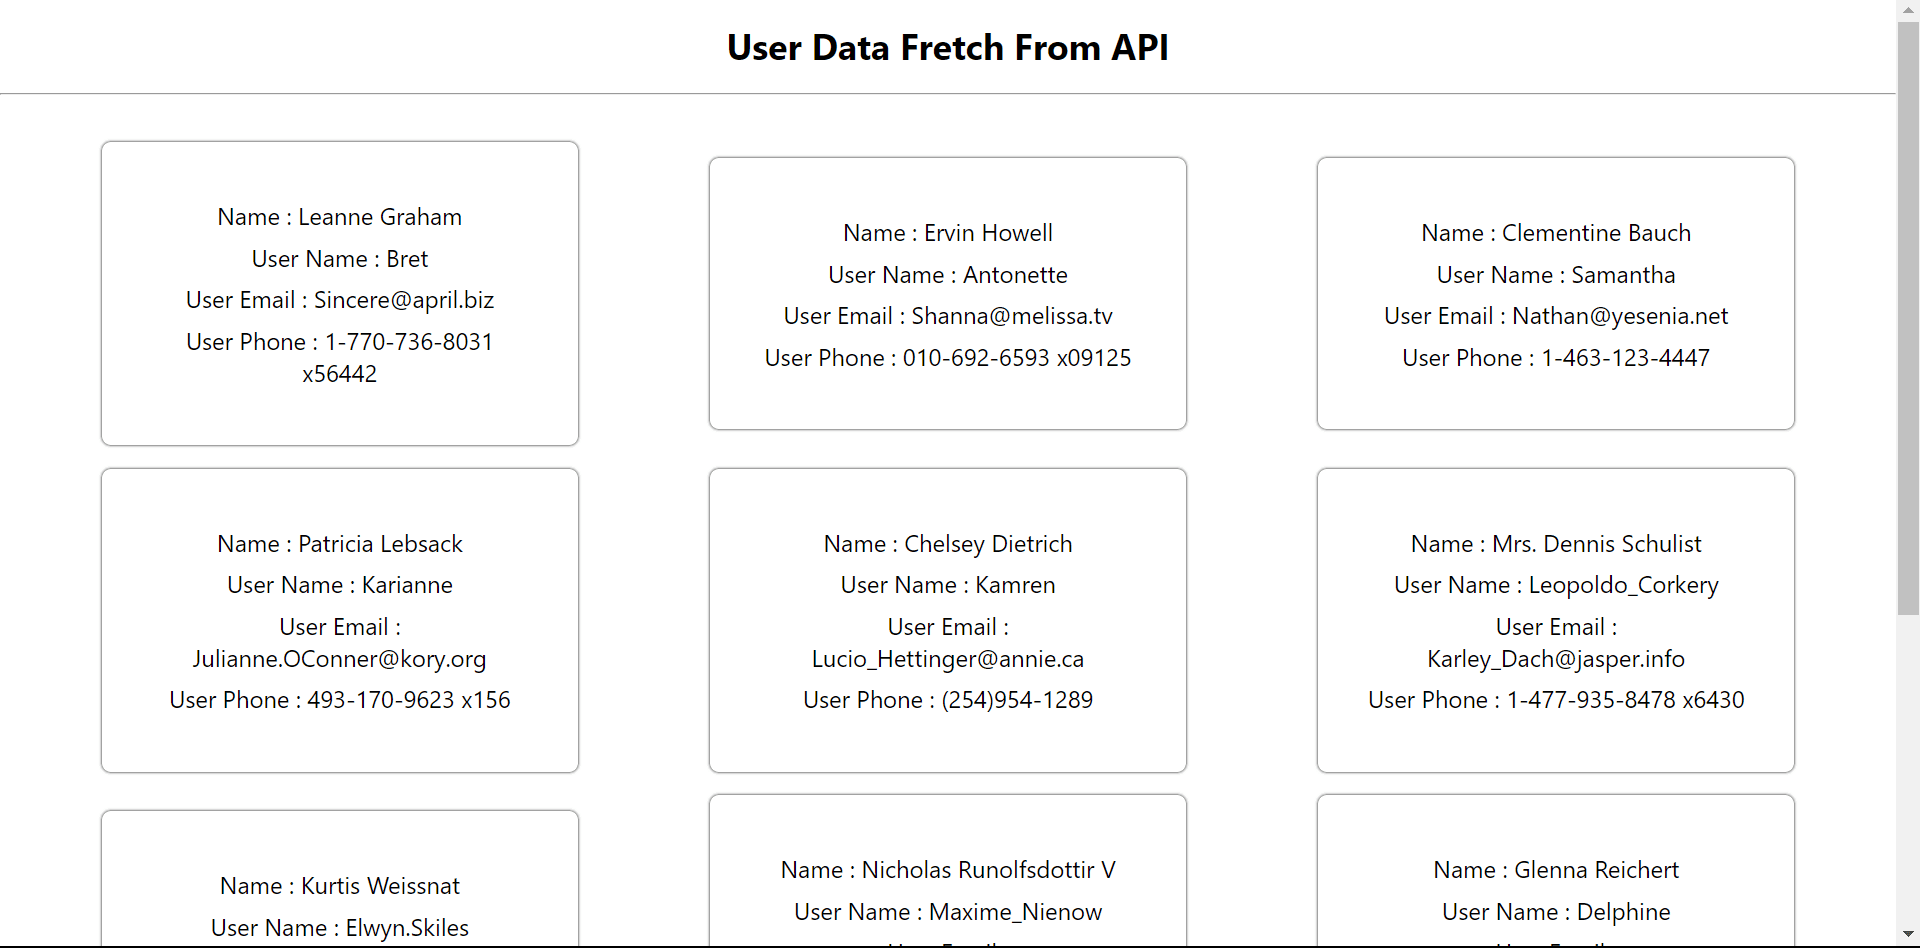 User Data Fretch From API
Name : Leanne Graham
User Name : Bret
User Email : Sincere@april.biz
User Phone : 1-770-736-8031
x56442
Name : Ervin Howell
User Name : Antonette
User Email : Shanna@melissa.tv
User Phone : 010-692-6593 x09125
Name : Clementine Bauch
User Name : Samantha
User Email : Nathan@yesenia.net
User Phone : 1-463-123-4447
Name : Patricia Lebsack
User Name : Karianne
User Email :
Julianne.OConner@kory.org
User Phone : 493-170-9623 x156
Name : Chelsey Dietrich
User Name : Kamren
User Email :
Lucio_Hettinger@annie.ca
User Phone : (254)954-1289
Name : Mrs. Dennis Schulist
User Name : Leopoldo_Corkery
User Email :
Karley_Dach@jasper.info
User Phone : 1-477-935-8478 x6430
Name : Kurtis Weissnat
User Name : Elwyn.Skiles
Name : Nicholas Runolfsdottir V
User Name : Maxime_Nienow
Name : Glenna Reichert
User Name : Delphine